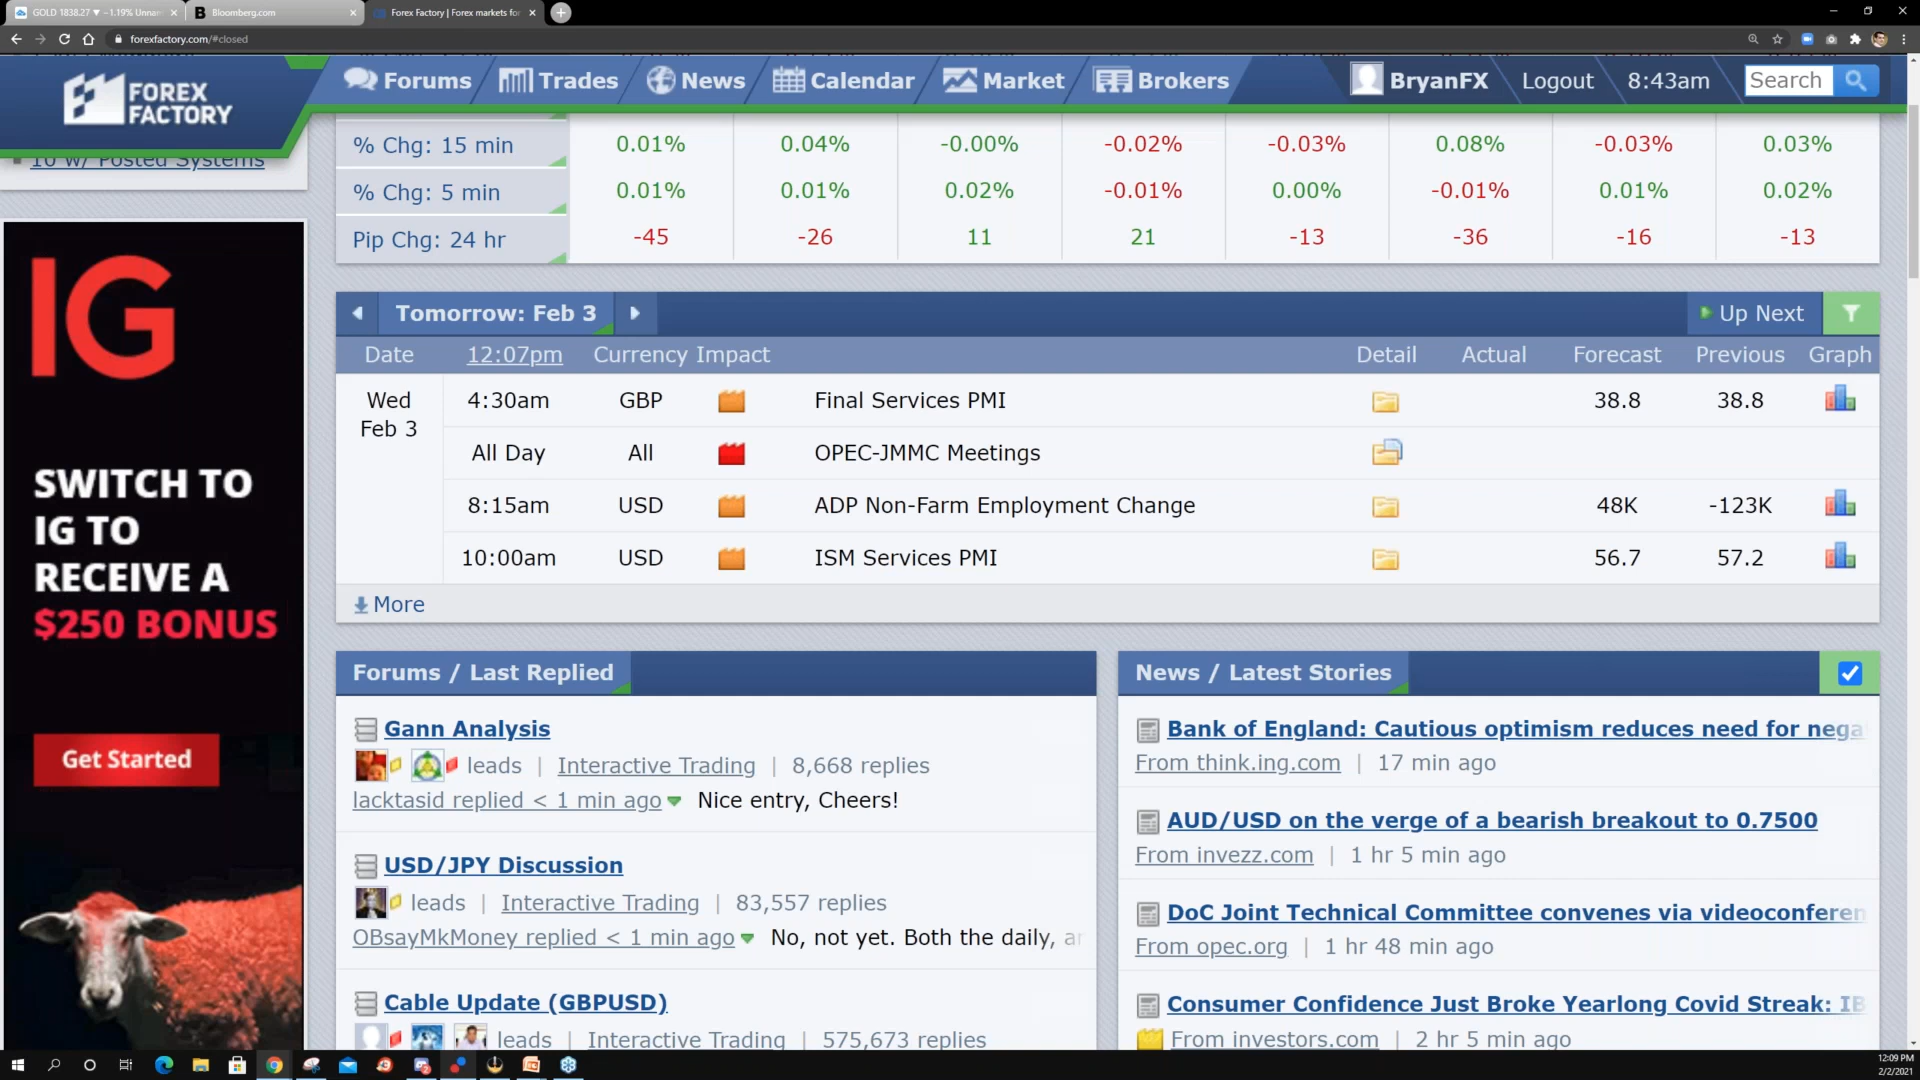 GOLD 1838.27 ▼ −1.19% Unnam
Bloomberg.com
Forex Factory | Forex markets for
forexfactory.com/#closed
FOREX FACTORY
Forums
Trades
News
Calendar
Market
Brokers
BryanFX
Logout
8:43am
Search
10 w/ Posted Systems
% Chg: 15 min 0.01% 0.04% -0.00% -0.02% -0.03% 0.08% -0.03% 0.03%
% Chg: 5 min 0.01% 0.01% 0.02% -0.01% 0.00% -0.01% 0.01% 0.02%
Pip Chg: 24 hr -45 -26 11 21 -13 -36 -16 -13
IG
SWITCH TO
IG TO
RECEIVE A
$250 BONUS
Get Started
Tomorrow: Feb 3
Up Next
Date 12:07pm Currency Impact Detail Actual Forecast Previous Graph
Wed Feb 3 4:30am GBP Final Services PMI 38.8 38.8
All Day All OPEC-JMMC Meetings
8:15am USD ADP Non-Farm Employment Change 48K -123K
10:00am USD ISM Services PMI 56.7 57.2
More
Forums / Last Replied
Gann Analysis
leads | Interactive Trading | 8,668 replies
lacktasid replied < 1 min ago Nice entry, Cheers!
USD/JPY Discussion
leads | Interactive Trading | 83,557 replies
OBsayMkMoney replied < 1 min ago No, not yet. Both the daily,
Cable Update (GBPUSD)
leads | Interactive Trading | 575,673 replies
News / Latest Stories
Bank of England: Cautious optimism reduces need for nega
From think.ing.com | 17 min ago
AUD/USD on the verge of a bearish breakout to 0.7500
From invezz.com | 1 hr 5 min ago
DoC Joint Technical Committee convenes via videoconferen
From opec.org | 1 hr 48 min ago
Consumer Confidence Just Broke Yearlong Covid Streak: IB
From investors.com | 2 hr 5 min ago
12:09 PM
2/2/2021